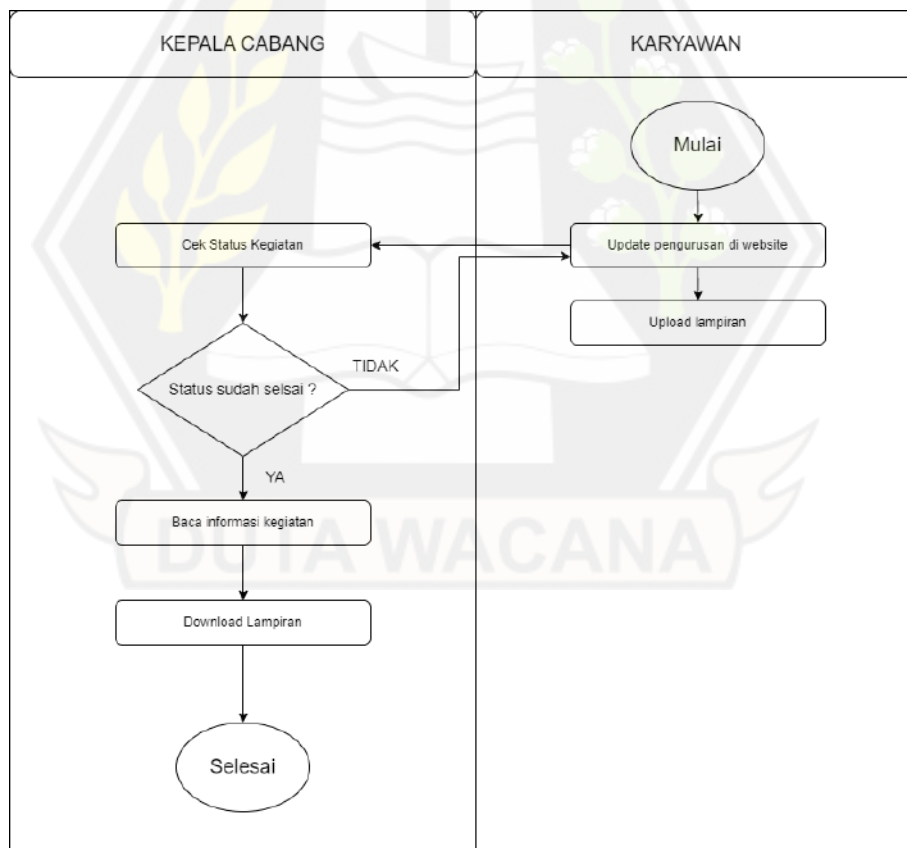 KEPALA CABANG
KARYAWAN
Mulai
Cek Status Kegiatan
Update pengurusan di website
Upload lampiran
TIDAK
Status sudah selsai ?
YA
Baca informasi kegiatan
DUTA WACANA
Download Lampiran
Selesai